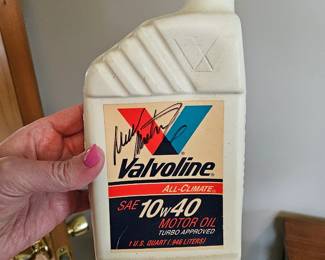 Valvoline
ALL-CLIMATE
SAE 10W40
MOTOR OIL
TURBO APPROVED
1 U.S. QUART (.946 LITERS)